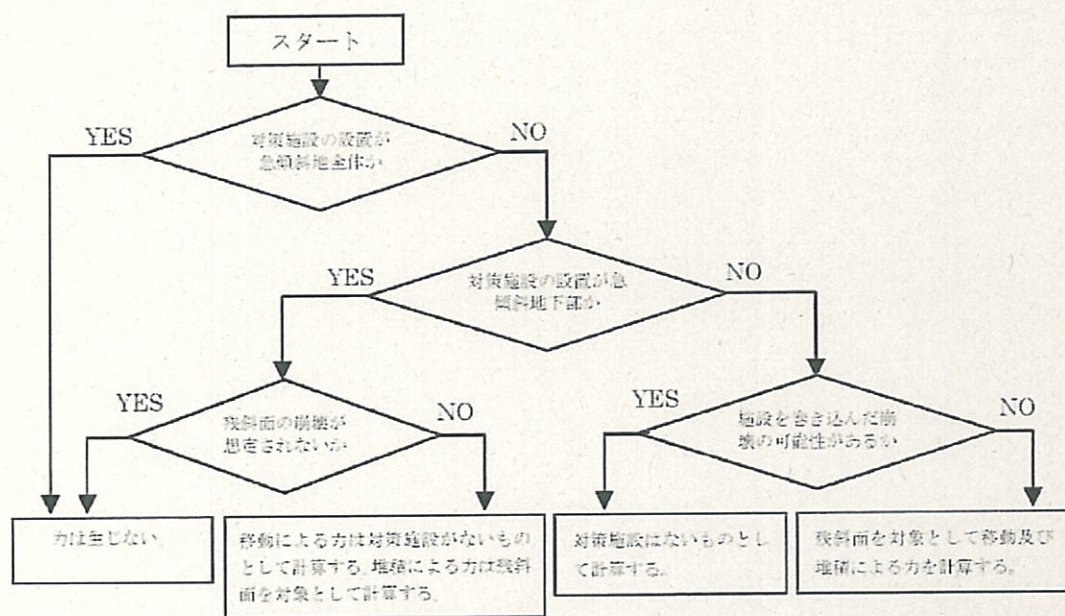 スタート
対策施設の設置が
急傾斜地全体か
YES
NO
対策施設の設置が急
傾斜地下部か
YES
NO
残斜面の崩壊が
想定されないか
YES
NO
施設を巻き込んだ崩
壊の可能性があるか
YES
NO
力は生じない。
移動による力は対策施設がないもの
として計算する。堆積による力は残斜
面を対象として計算する。
対策施設はないものとし
て計算する。
残斜面を対象として移動及び
堆積による力を計算する。